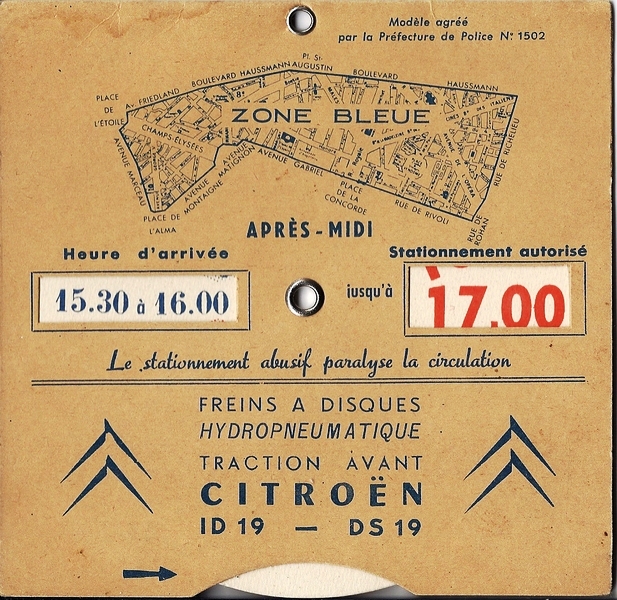 Modèle agréé
par la Préfecture de Police N° 1502
Pl. St-
AUGUSTIN
BOULEVARD HAUSSMANN
BOULEVARD
HAUSSMANN
PLACE
DE
L'ÉTOILE
Av. FRIEDLAND
ZONE BLEUE
CHAMPS-ÉLYSÉES
AVENUE MARCEAU
AVENUE
MONTAIGNE
AVENUE
MATIGNON
AVENUE GABRIEL
PLACE
DE LA
CONCORDE
RUE DE RIVOLI
RUE DE RICHELIEU
RUE DE
ROHAN
PLACE DE
L'ALMA
APRÈS-MIDI
Heure d'arrivée
Stationnement autorisé
15.30 à 16.00
jusqu'à
17.00
Le stationnement abusif paralyse la circulation
FREINS A DISQUES
HYDROPNEUMATIQUE
TRACTION AVANT
CITROËN
ID 19 — DS 19